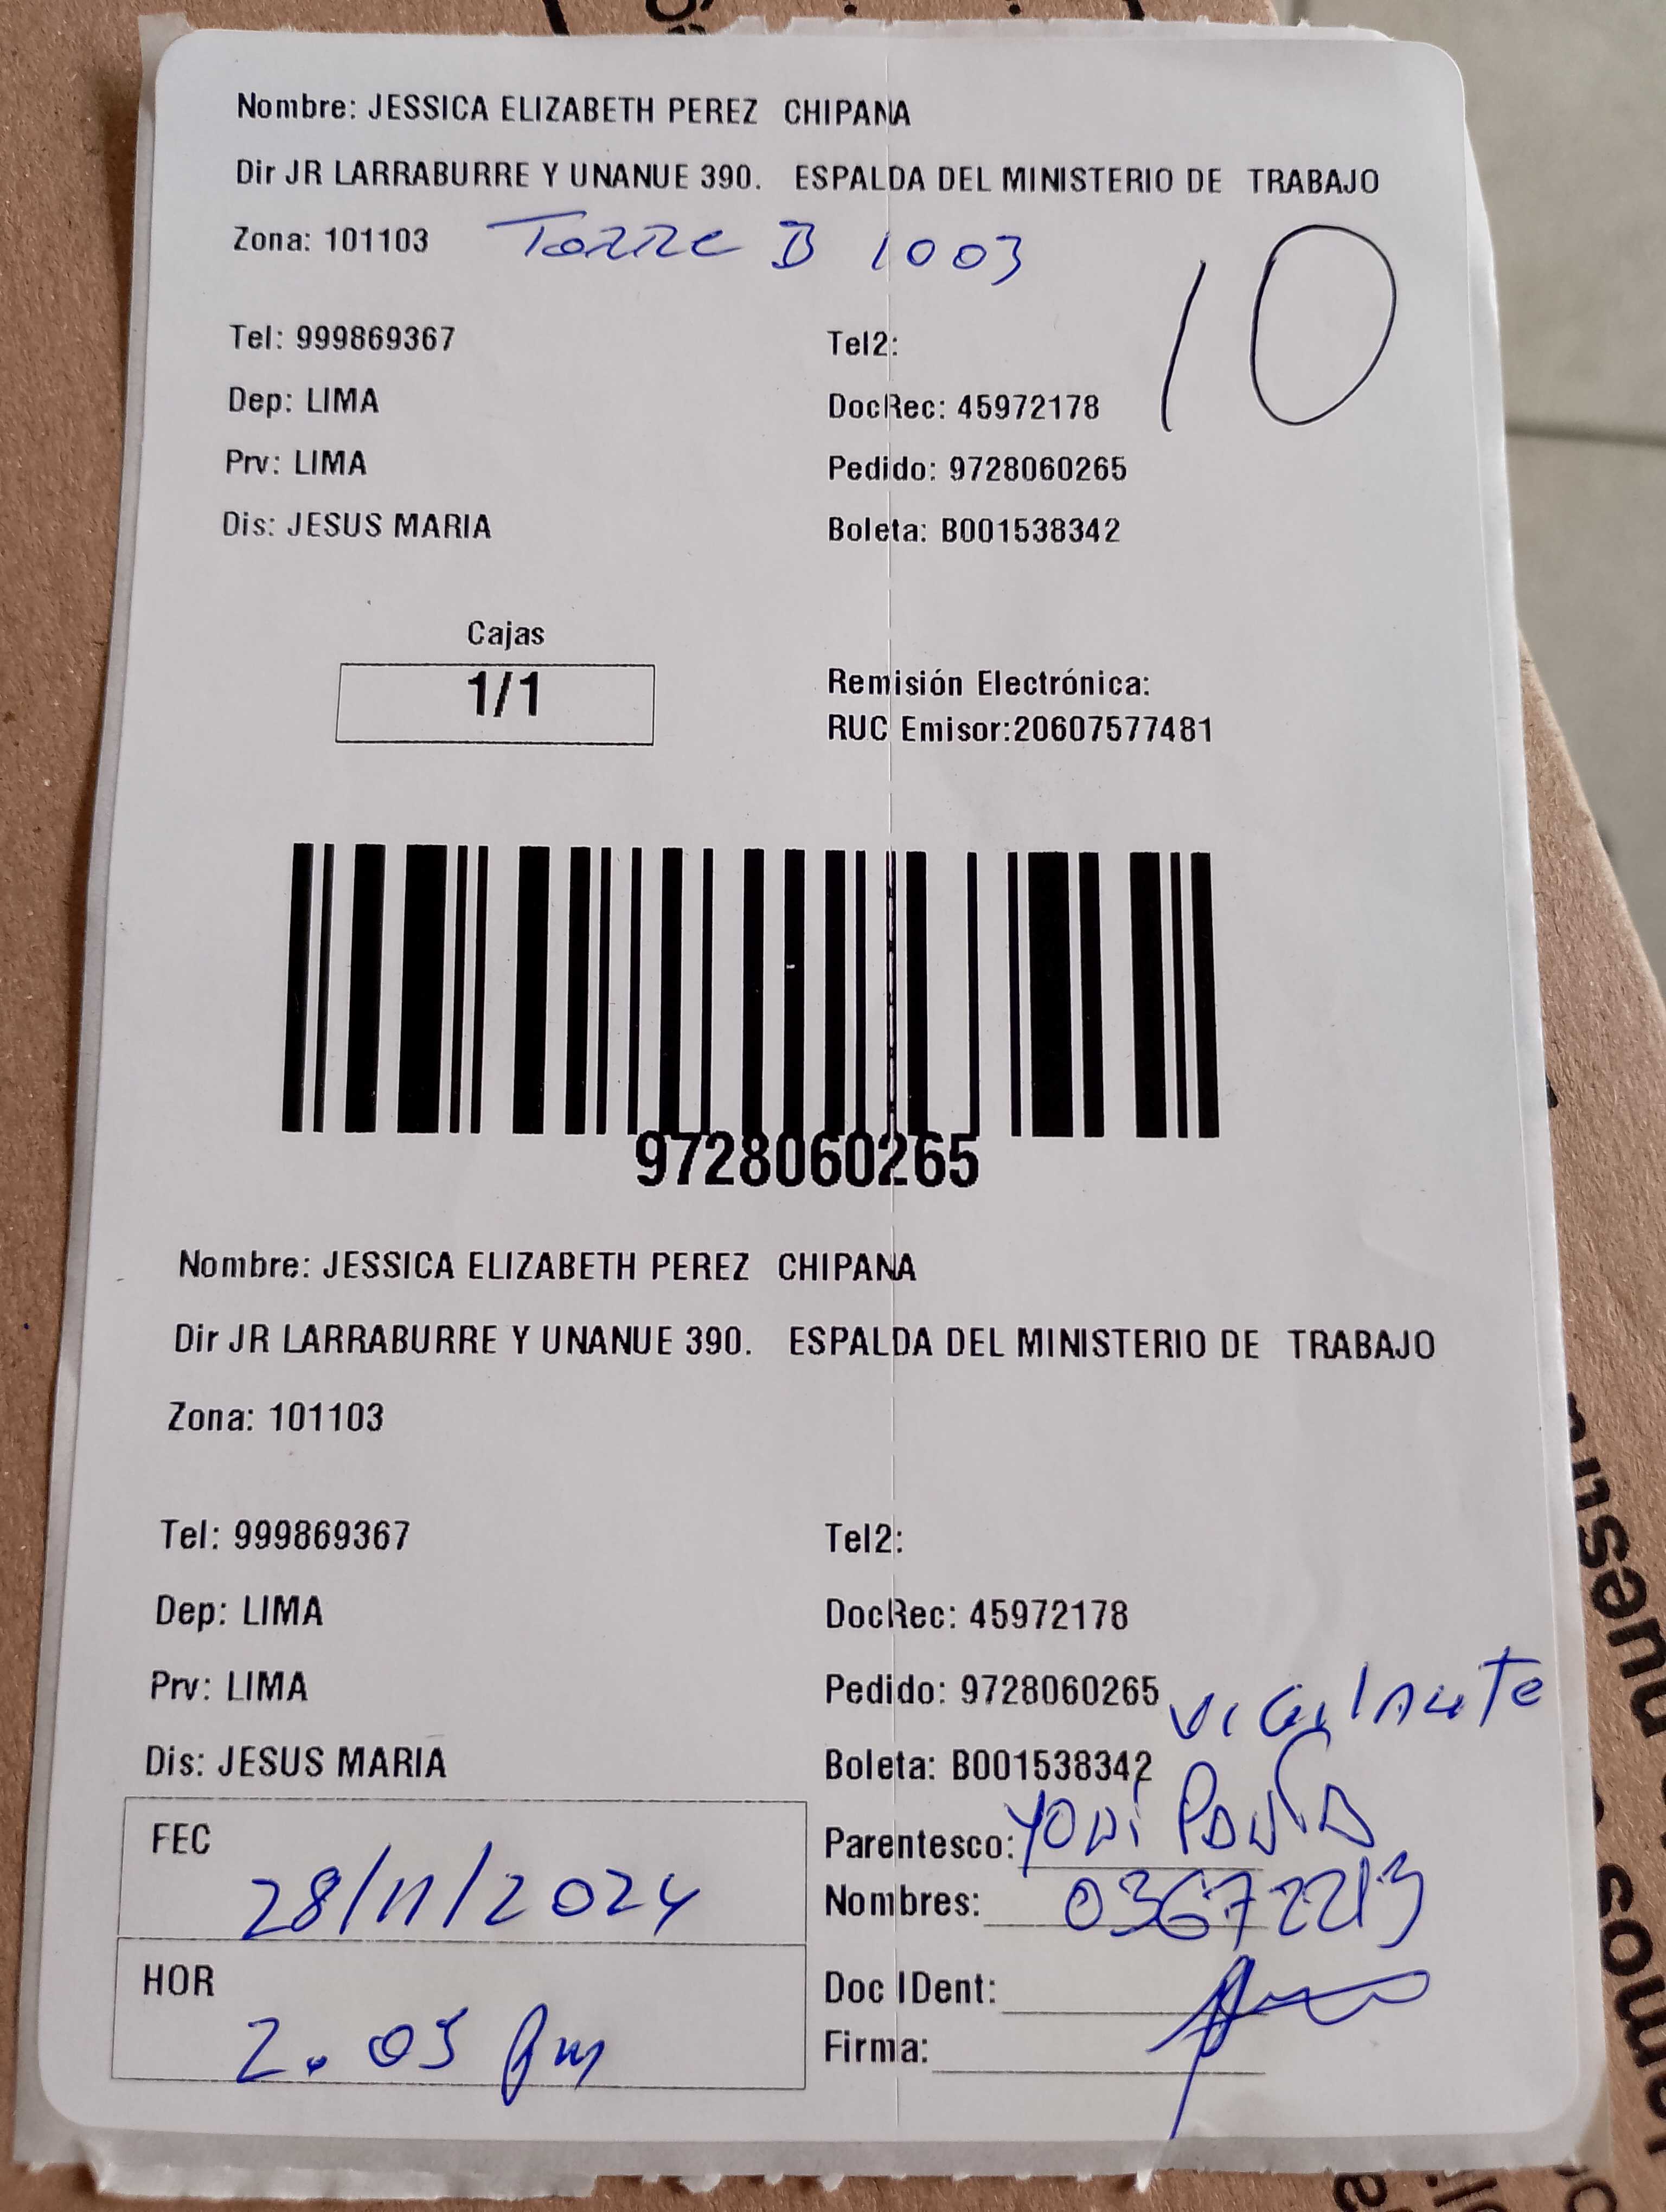 Nombre: JESSICA ELIZABETH PEREZ CHIPANA
Dir JR LARRABURRE Y UNANUE 390. ESPALDA DEL MINISTERIO DE TRABAJO
Zona: 101103 Torre B 1003
10
Tel: 999869367 Tel2:
Dep: LIMA DocRec: 45972178
Prv: LIMA Pedido: 9728060265
Dis: JESUS MARIA Boleta: B001538342
Cajas
1/1
Remisión Electrónica:
RUC Emisor:20607577481
9728060265
Nombre: JESSICA ELIZABETH PEREZ CHIPANA
Dir JR LARRABURRE Y UNANUE 390. ESPALDA DEL MINISTERIO DE TRABAJO
Zona: 101103
Tel: 999869367 Tel2:
Dep: LIMA DocRec: 45972178
Prv: LIMA Pedido: 9728060265 Vigilante
Dis: JESUS MARIA Boleta: B001538342
FEC 28/11/2024
Parentesco:
Nombres: 03672213
HOR 2.05 pm
Doc IDent:
Firma: